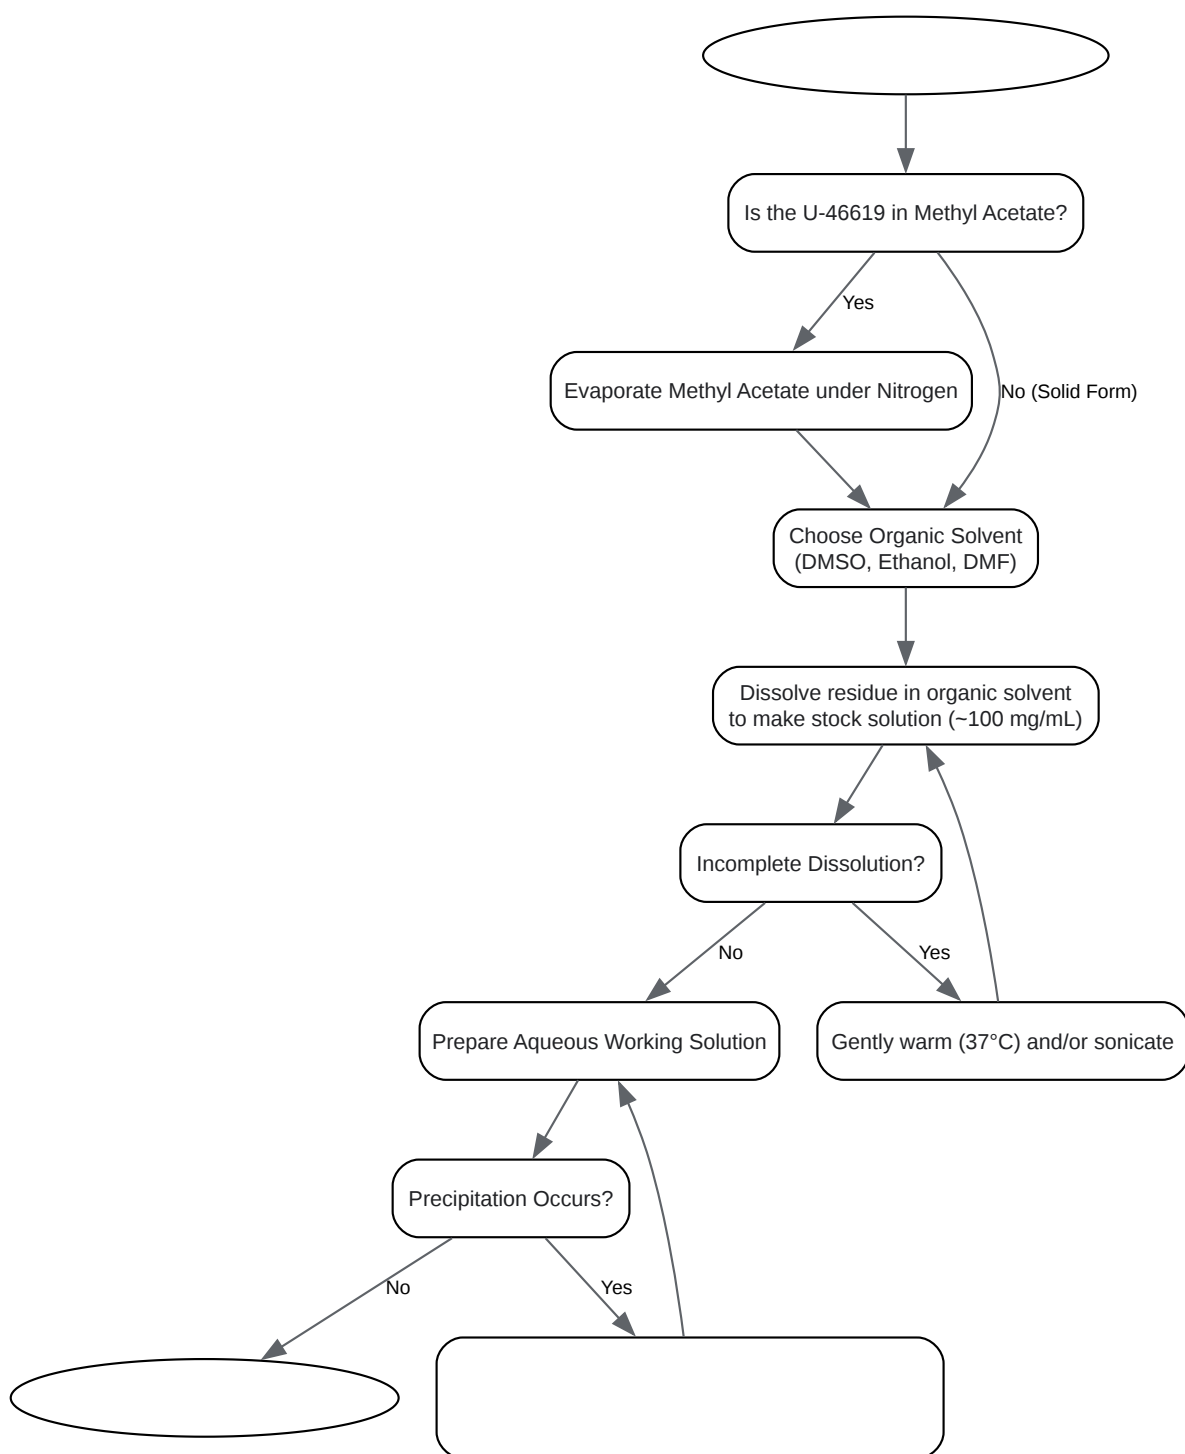 Is the U-46619 in Methyl Acetate?
Yes
Evaporate Methyl Acetate under Nitrogen
No (Solid Form)
Choose Organic Solvent
(DMSO, Ethanol, DMF)
Dissolve residue in organic solvent
to make stock solution (~100 mg/mL)
Incomplete Dissolution?
No
Yes
Prepare Aqueous Working Solution
Gently warm (37°C) and/or sonicate
Precipitation Occurs?
No
Yes